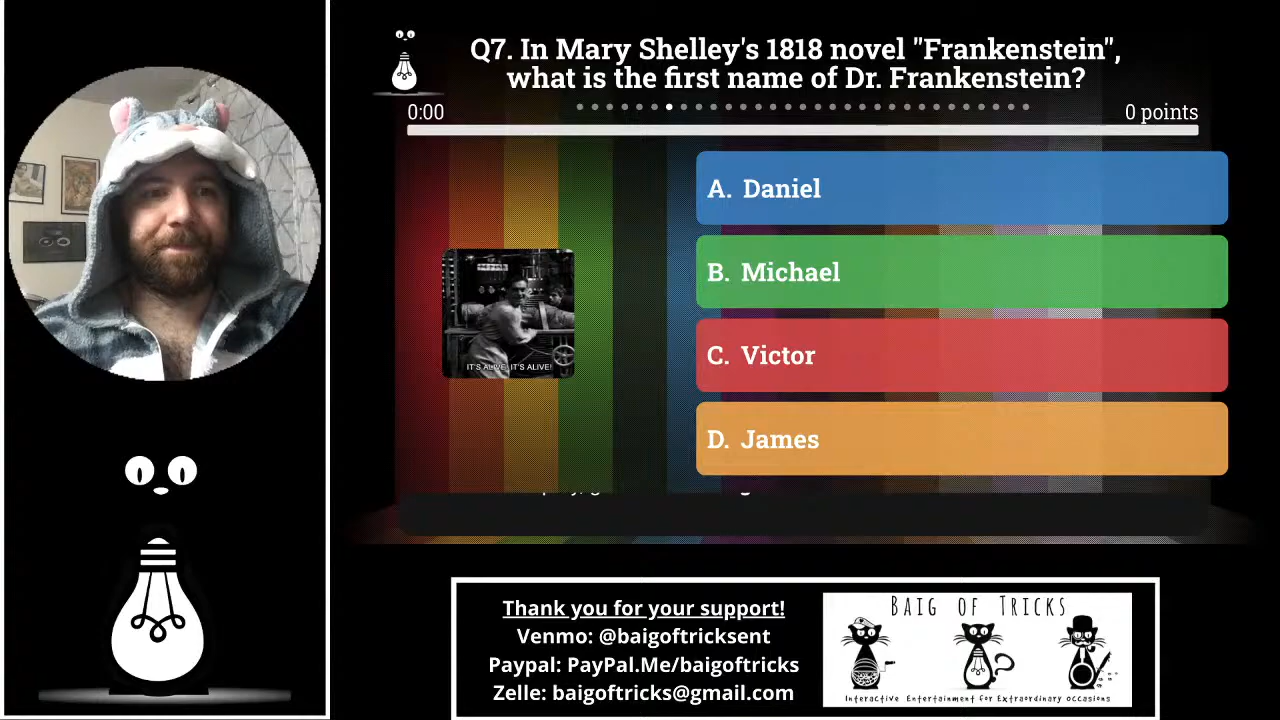 Q7. In Mary Shelley's 1818 novel "Frankenstein",
what is the first name of Dr. Frankenstein?
0:00
0 points
A. Daniel
B. Michael
C. Victor
D. James
IT'S ALIVE! IT'S ALIVE!
Thank you for your support!
Venmo: @baigoftricksent
Paypal: PayPal.Me/baigoftricks
Zelle: baigoftricks@gmail.com
BAIG OF TRICKS
Interactive Entertainment for Extraordinary Occasions